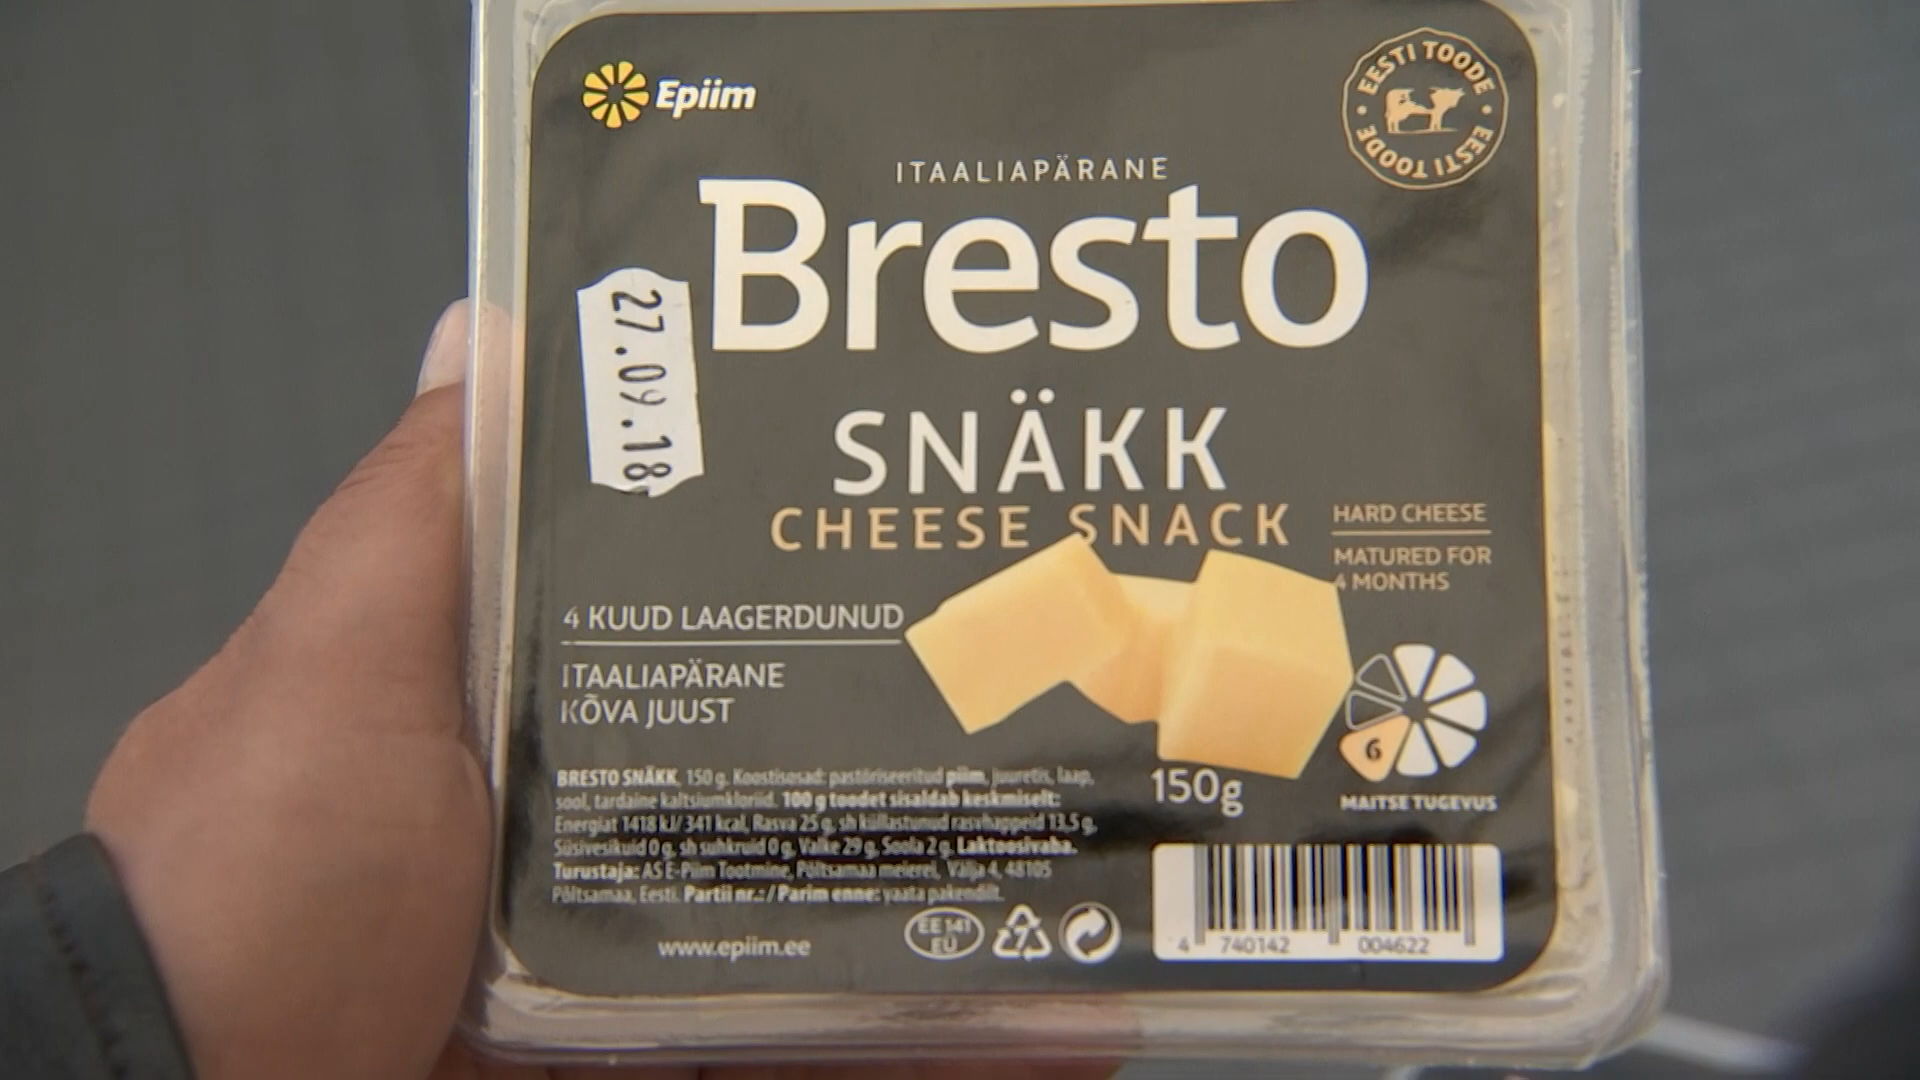 Epiim
EESTI TOODE • EESTI TOODE •
ITAALIAPÄRANE
Bresto
27.09.18
SNÄKK
CHEESE SNACK
HARD CHEESE
MATURED FOR
4 MONTHS
4 KUUD LAAGERDUNUD
ITAALIAPÄRANE
KÕVA JUUST
6
MAITSE TUGEVUS
150g
BRESTO SNÄKK, 150 g. Koostisosad: pastöriseeritud piim, juuretis, laap,
sool, tardaine kaltsiumkloriid. 100 g toodet sisaldab keskmiselt:
Energiat 1418 kJ/ 341 kcal, Rasva 25 g, sh küllastunud rasvhappeid 13,5 g,
Süsivesikuid 0 g, sh suhkruid 0 g, Valke 29 g, Soola 2 g. Laktoosivaba.
Turustaja: AS E-Piim Tootmine, Põltsamaa meierei, Välja 4, 48105
Põltsamaa, Eesti. Partii nr.: / Parim enne: vaata pakendilt.
www.epiim.ee
EE 141
EÜ
7
4 740142 004622